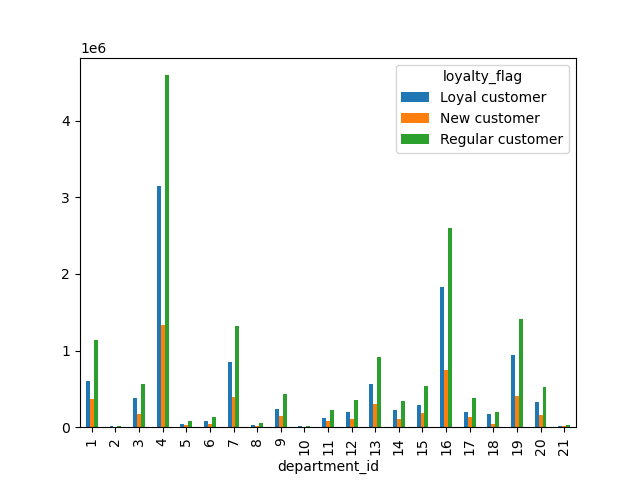 1e6
loyalty_flag
Loyal customer
New customer
Regular customer
4
3
2
1
0
1 2 3 4 5 6 7 8 9 10 11 12 13 14 15 16 17 18 19 20 21
department_id